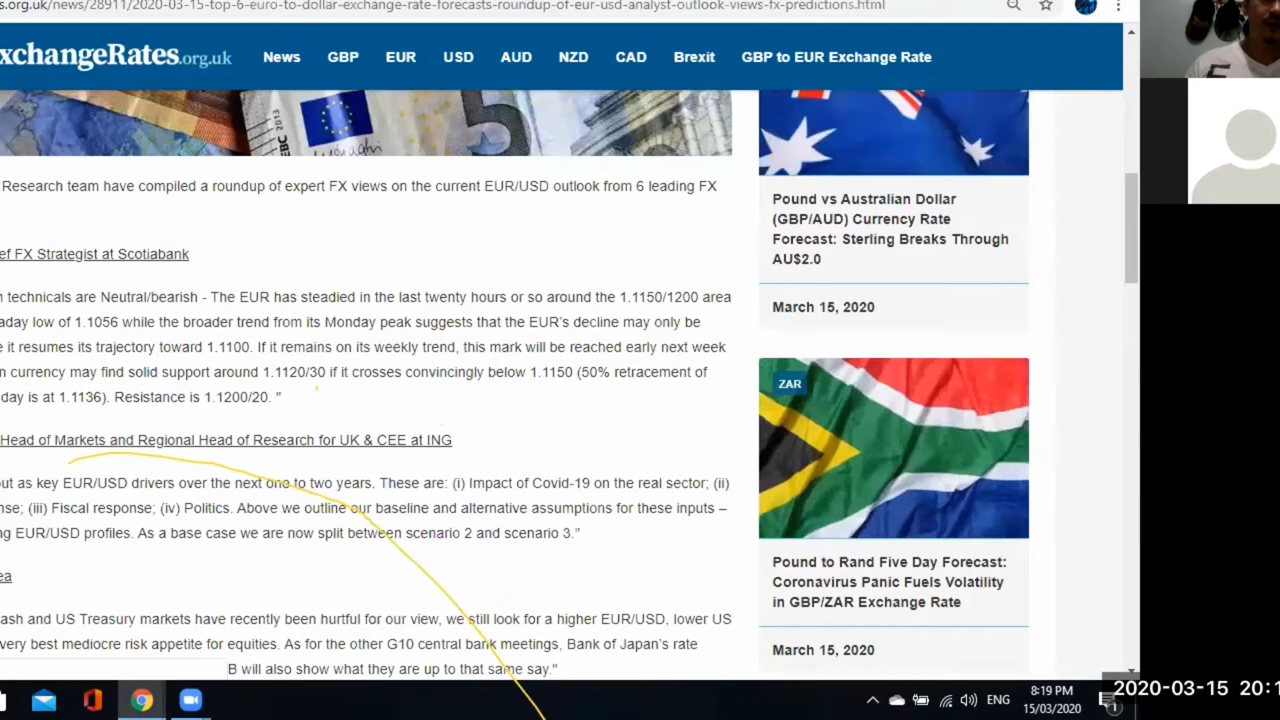 s.org.uk/news/28911/2020-03-15-top-6-euro-to-dollar-exchange-rate-forecasts-roundup-of-eur-usd-analyst-outlook-views-fx-predictions.html
xchangeRates.org.uk
News GBP EUR USD AUD NZD CAD Brexit GBP to EUR Exchange Rate
EBC 2013
5
Research team have compiled a roundup of expert FX views on the current EUR/USD outlook from 6 leading FX
ef FX Strategist at Scotiabank
n technicals are Neutral/bearish - The EUR has steadied in the last twenty hours or so around the 1.1150/1200 area
aday low of 1.1056 while the broader trend from its Monday peak suggests that the EUR's decline may only be
e it resumes its trajectory toward 1.1100. If it remains on its weekly trend, this mark will be reached early next week
n currency may find solid support around 1.1120/30 if it crosses convincingly below 1.1150 (50% retracement of
day is at 1.1136). Resistance is 1.1200/20. "
Head of Markets and Regional Head of Research for UK & CEE at ING
out as key EUR/USD drivers over the next one to two years. These are: (i) Impact of Covid-19 on the real sector; (ii)
nse; (iii) Fiscal response; (iv) Politics. Above we outline our baseline and alternative assumptions for these inputs –
ng EUR/USD profiles. As a base case we are now split between scenario 2 and scenario 3."
ea
ash and US Treasury markets have recently been hurtful for our view, we still look for a higher EUR/USD, lower US
very best mediocre risk appetite for equities. As for the other G10 central bank meetings, Bank of Japan's rate
B will also show what they are up to that same say."
Pound vs Australian Dollar
(GBP/AUD) Currency Rate
Forecast: Sterling Breaks Through
AU$2.0
March 15, 2020
ZAR
Pound to Rand Five Day Forecast:
Coronavirus Panic Fuels Volatility
in GBP/ZAR Exchange Rate
March 15, 2020
ENG
8:19 PM
15/03/2020
1
2020-03-15 20:1